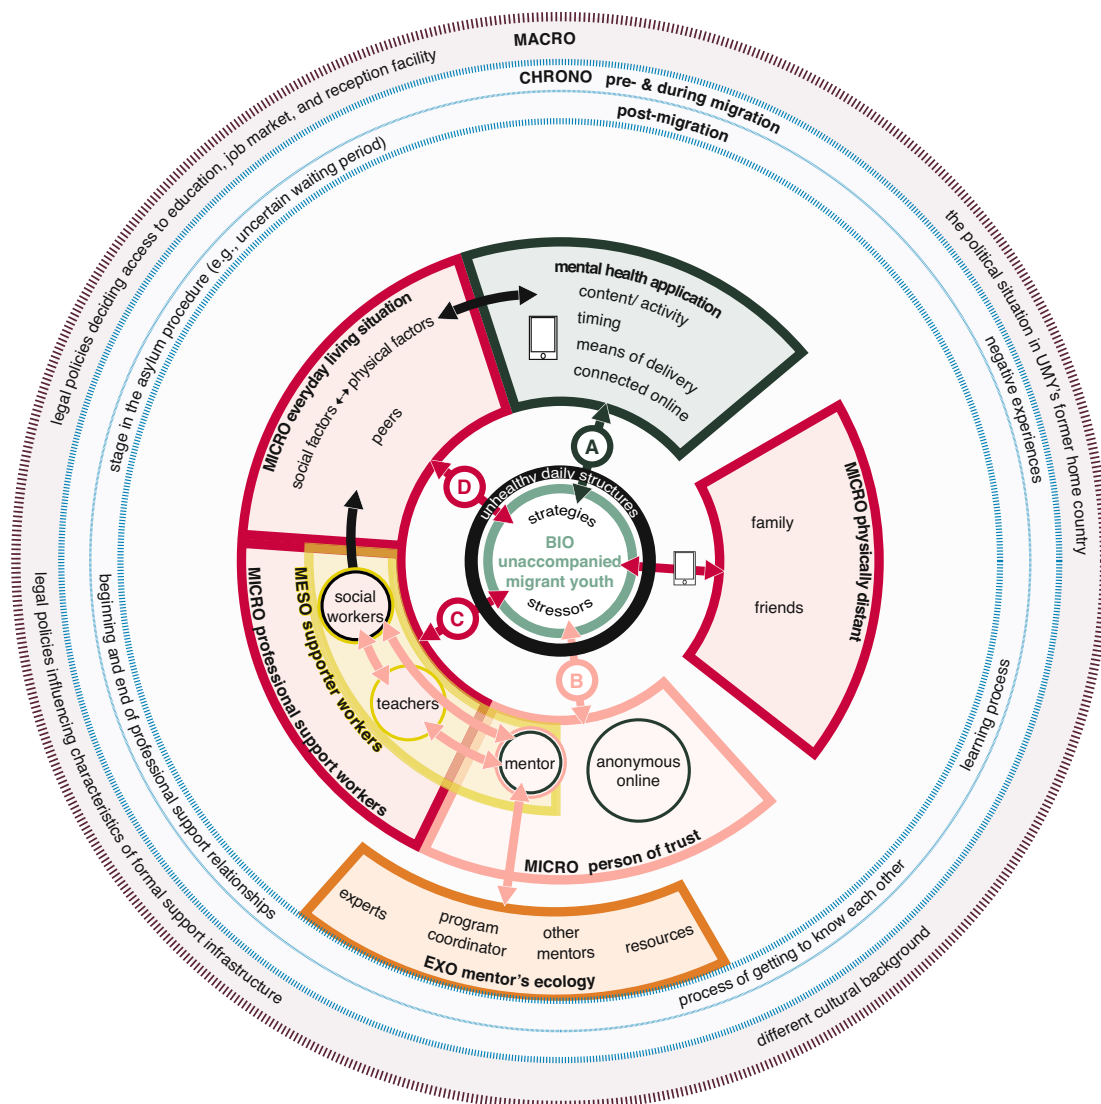 MACRO
CHRONO pre- & during migration
post-migration
legal policies deciding access to education, job market, and reception facility
stage in the asylum procedure (e.g., uncertain waiting period)
the political situation in UMY's former home country
negative experiences
mental health application
content/ activity
timing
means of delivery
connected online
MICRO everyday living situation
social factors ↔ physical factors
peers
A
D
unhealthy daily structures
strategies
BIO
unaccompanied
migrant youth
stressors
MICRO physically distant
family
friends
C
B
MICRO professional support workers
MESO supporter workers
social
workers
teachers
mentor
anonymous
online
MICRO person of trust
experts
program
coordinator
other
mentors
resources
EXO mentor's ecology
beginning and end of professional support relationships
legal policies influencing characteristics of formal support infrastructure
learning process
process of getting to know each other
different cultural background